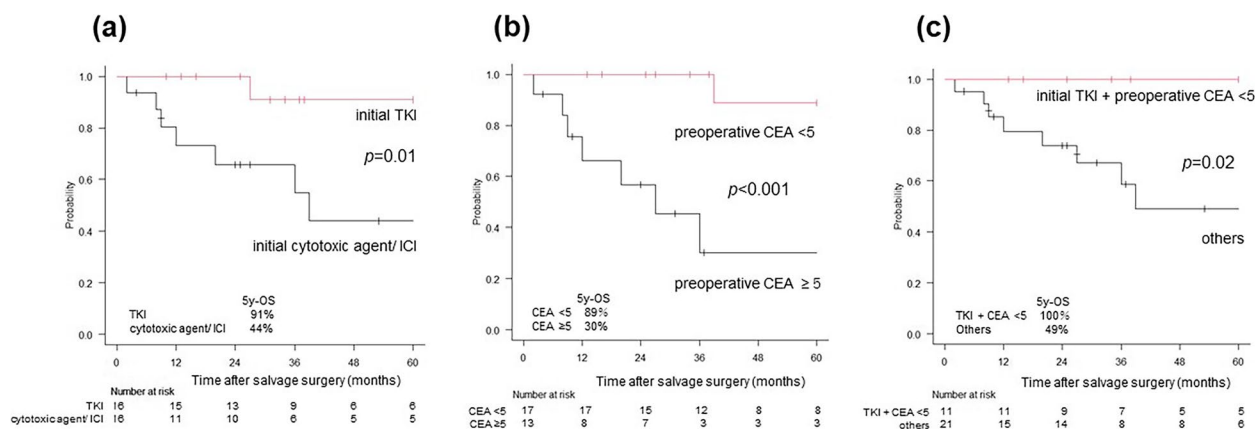 (a)
1.0
0.8
0.6
0.4
0.2
0.0
Probability
initial TKI
p=0.01
initial cytotoxic agent/ ICI
5y-OS
TKI 91%
cytotoxic agent/ ICI 44%
0 12 24 36 48 60
Time after salvage surgery (months)
Number at risk
TKI 16 15 13 9 6 6
cytotoxic agent/ ICI 16 11 10 6 5 5
(b)
1.0
0.8
0.6
0.4
0.2
0.0
Probability
preoperative CEA <5
p<0.001
preoperative CEA ≥ 5
5y-OS
CEA <5 89%
CEA ≥5 30%
0 12 24 36 48 60
Time after salvage surgery (months)
Number at risk
CEA <5 17 17 15 12 8 8
CEA ≥5 13 8 7 3 3 3
(c)
1.0
0.8
0.6
0.4
0.2
0.0
Probability
initial TKI + preoperative CEA <5
p=0.02
others
5y-OS
TKI + CEA <5 100%
Others 49%
0 12 24 36 48 60
Time after salvage surgery (months)
Number at risk
TKI + CEA <5 11 11 9 7 5 5
others 21 15 14 8 8 6